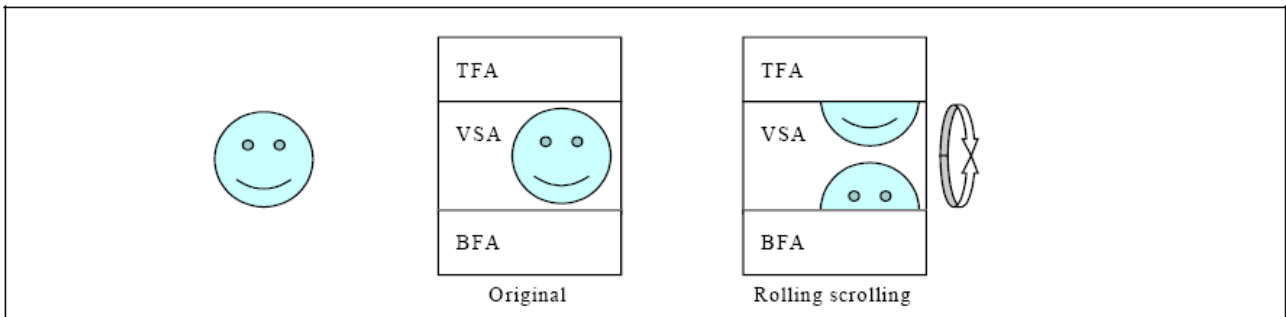 TFA
TFA
VSA
VSA
BFA
BFA
Original
Rolling scrolling